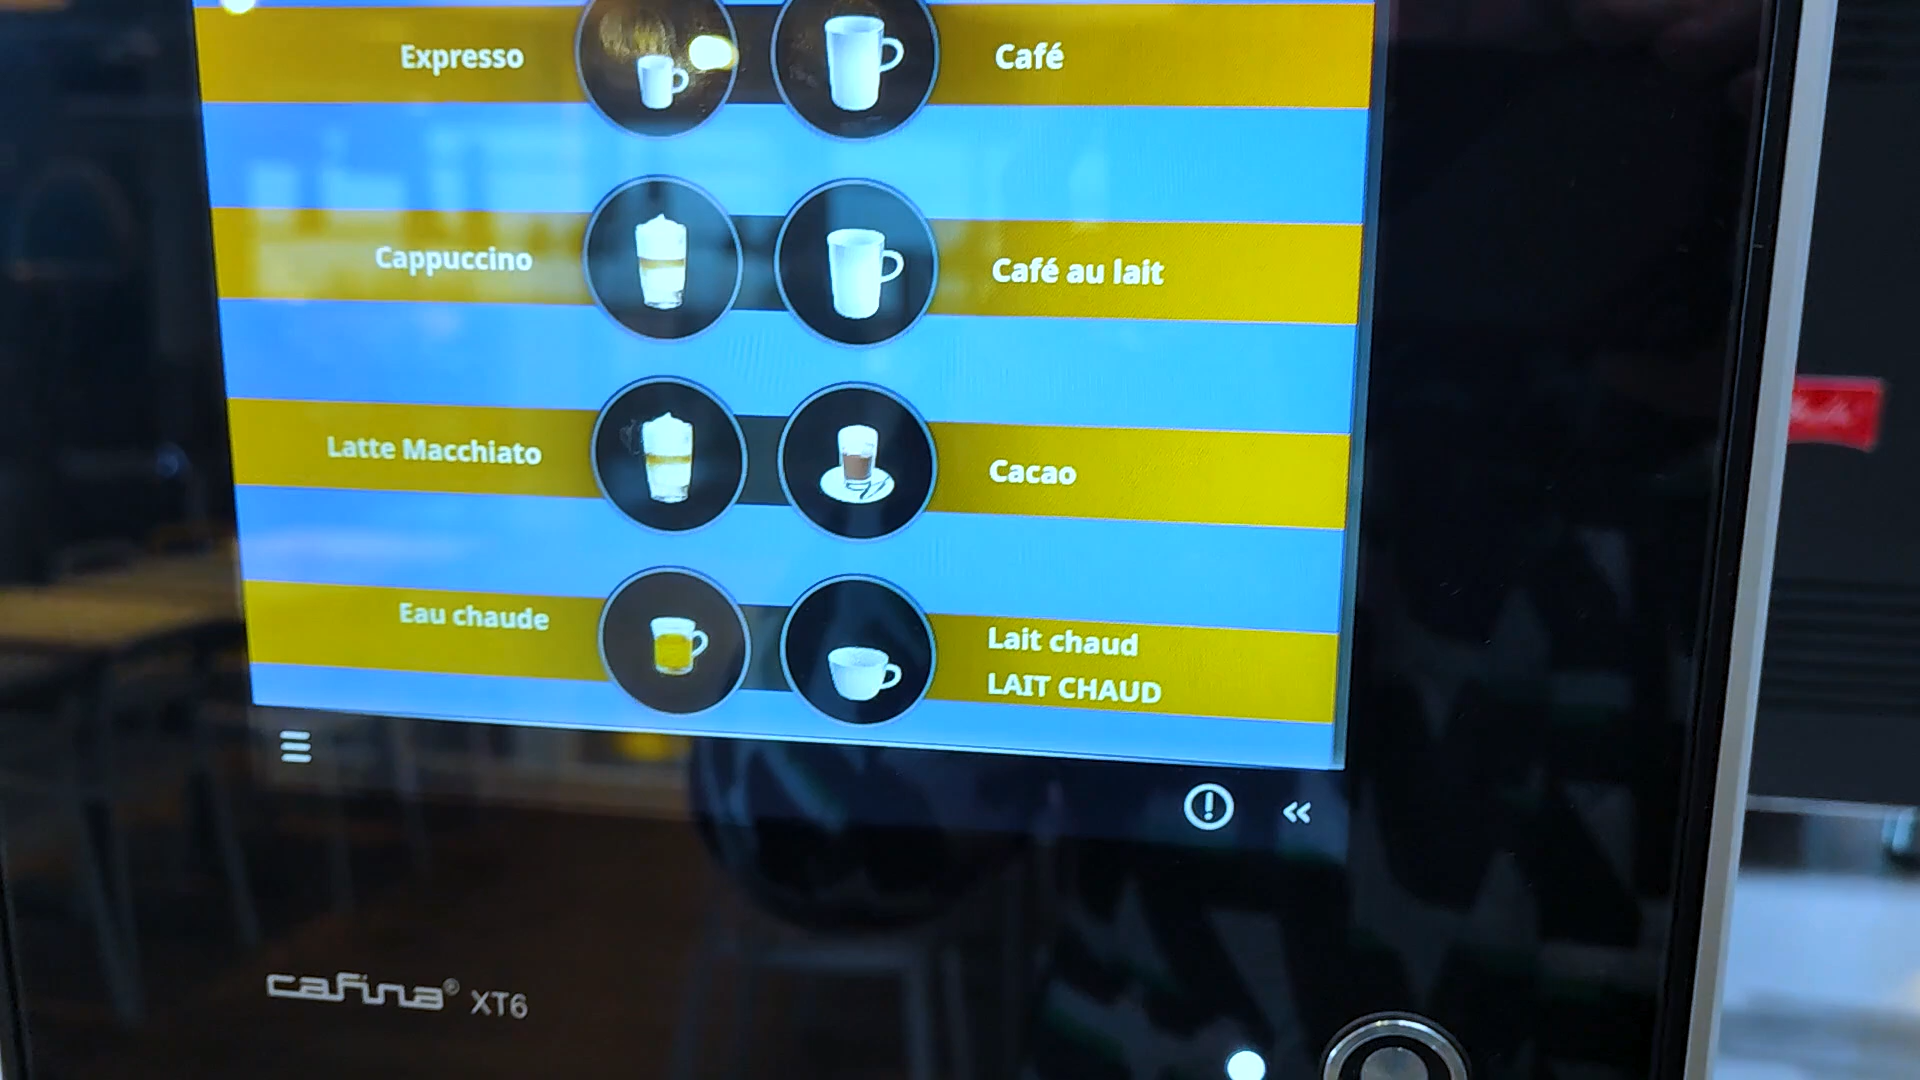 Expresso
Café
Cappuccino
Café au lait
Latte Macchiato
Cacao
Eau chaude
Lait chaud
LAIT CHAUD
cafina® XT6